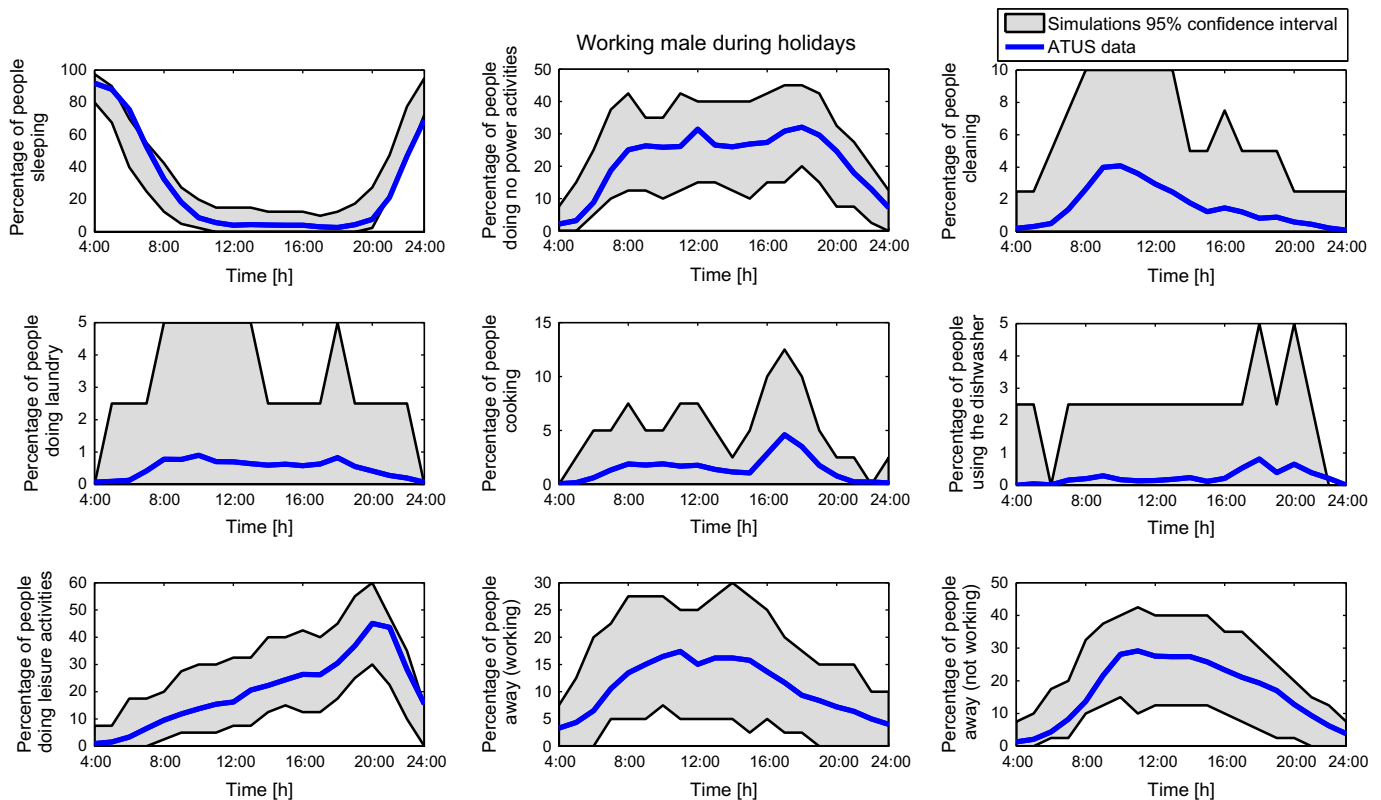 Simulations 95% confidence interval
ATUS data
Working male during holidays
Percentage of people
sleeping
100
80
60
40
20
0
4:00 8:00 12:00 16:00 20:00 24:00
Time [h]
Percentage of people
doing no power activities
50
40
30
20
10
0
4:00 8:00 12:00 16:00 20:00 24:00
Time [h]
Percentage of people
cleaning
10
8
6
4
2
0
4:00 8:00 12:00 16:00 20:00 24:00
Time [h]
Percentage of people
doing laundry
5
4
3
2
1
0
4:00 8:00 12:00 16:00 20:00 24:00
Time [h]
Percentage of people
cooking
15
10
5
0
4:00 8:00 12:00 16:00 20:00 24:00
Time [h]
Percentage of people
using the dishwasher
5
4
3
2
1
0
4:00 8:00 12:00 16:00 20:00 24:00
Time [h]
Percentage of people
doing leisure activities
60
50
40
30
20
10
0
4:00 8:00 12:00 16:00 20:00 24:00
Time [h]
Percentage of people
away (working)
30
25
20
15
10
5
0
4:00 8:00 12:00 16:00 20:00 24:00
Time [h]
Percentage of people
away (not working)
50
40
30
20
10
0
4:00 8:00 12:00 16:00 20:00 24:00
Time [h]